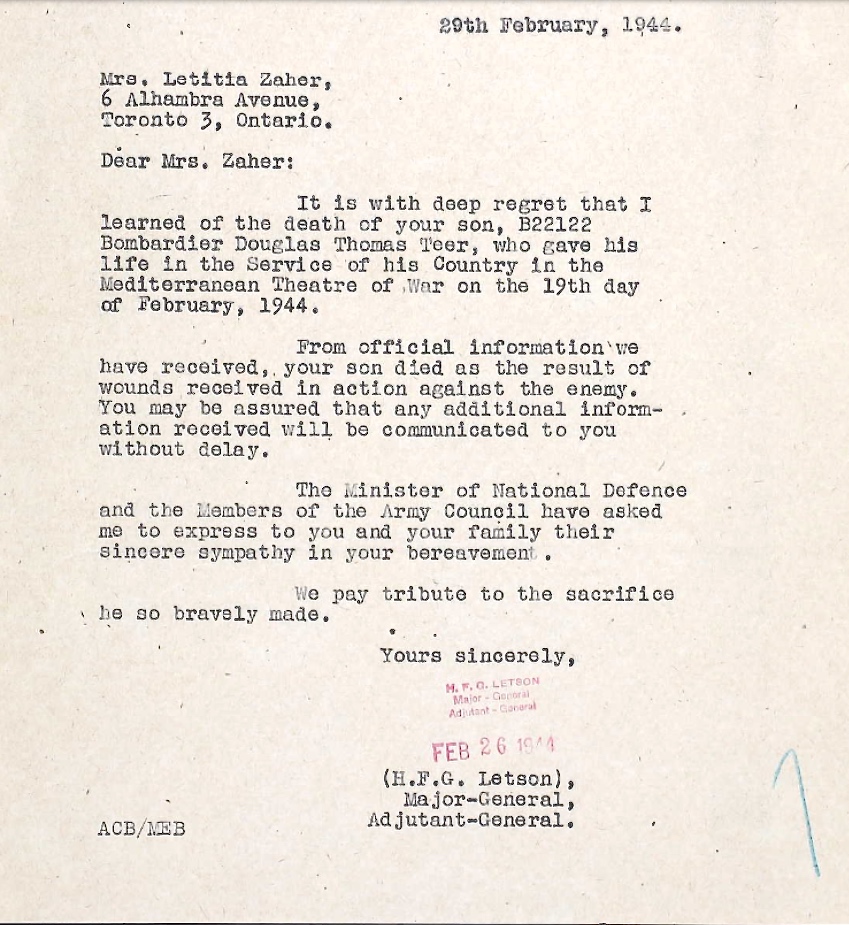 29th February, 1944.
Mrs. Letitia Zaher,
6 Alhambra Avenue,
Toronto 3, Ontario.
Dear Mrs. Zaher:
It is with deep regret that I
learned of the death of your son, B22122
Bombardier Douglas Thomas Teer, who gave his
life in the Service of his Country in the
Mediterranean Theatre of War on the 19th day
of February, 1944.
From official information we
have received, your son died as the result of
wounds received in action against the enemy.
You may be assured that any additional inform-
ation received will be communicated to you
without delay.
The Minister of National Defence
and the Members of the Army Council have asked
me to express to you and your family their
sincere sympathy in your bereavement.
We pay tribute to the sacrifice
he so bravely made.
Yours sincerely,
H. F. G. LETSON
Major - General
Adjutant - General
FEB 26 1944
(H.F.G. Letson),
Major-General,
Adjutant-General.
ACB/MEB